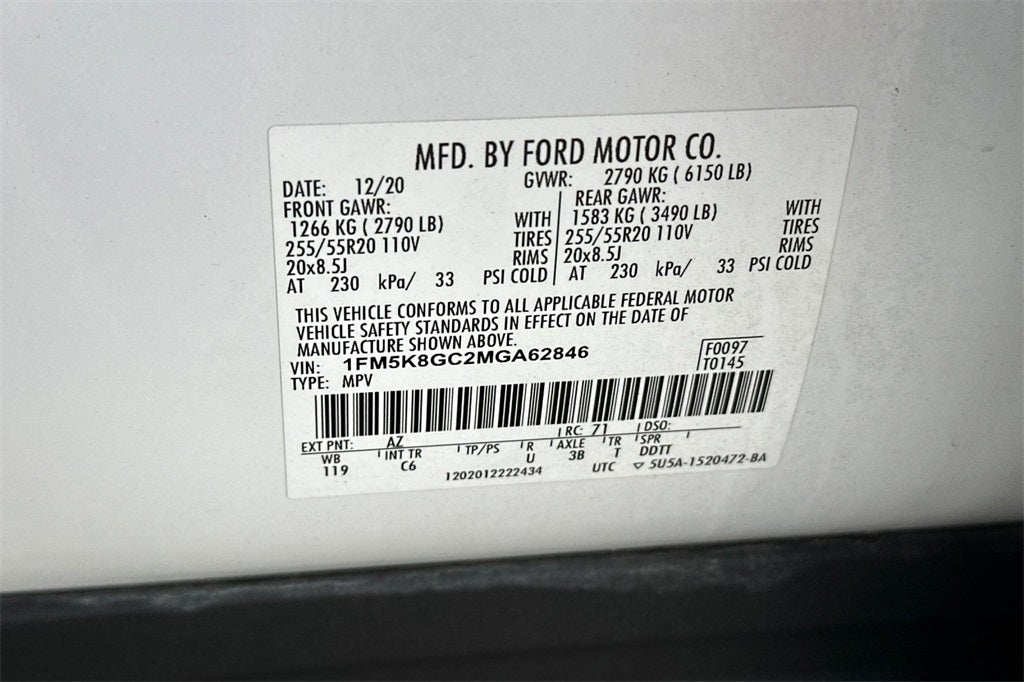 MFD. BY FORD MOTOR CO.
DATE: 12/20 GVWR: 2790 KG ( 6150 LB)
FRONT GAWR: REAR GAWR:
1266 KG ( 2790 LB) WITH 1583 KG ( 3490 LB) WITH
255/55R20 110V TIRES 255/55R20 110V TIRES
20x8.5J RIMS 20x8.5J RIMS
AT 230 kPa/ 33 PSI COLD AT 230 kPa/ 33 PSI COLD
THIS VEHICLE CONFORMS TO ALL APPLICABLE FEDERAL MOTOR
VEHICLE SAFETY STANDARDS IN EFFECT ON THE DATE OF
MANUFACTURE SHOWN ABOVE.
VIN: 1FM5K8GC2MGA62846 F0097
TYPE: MPV T0145
EXT PNT: AZ RC: 71 DSO:
WB INT TR TP/PS R AXLE TR SPR
119 C6 U 3B T DDTT
1202012222434 UTC ▽ 5U5A-1520472-BA